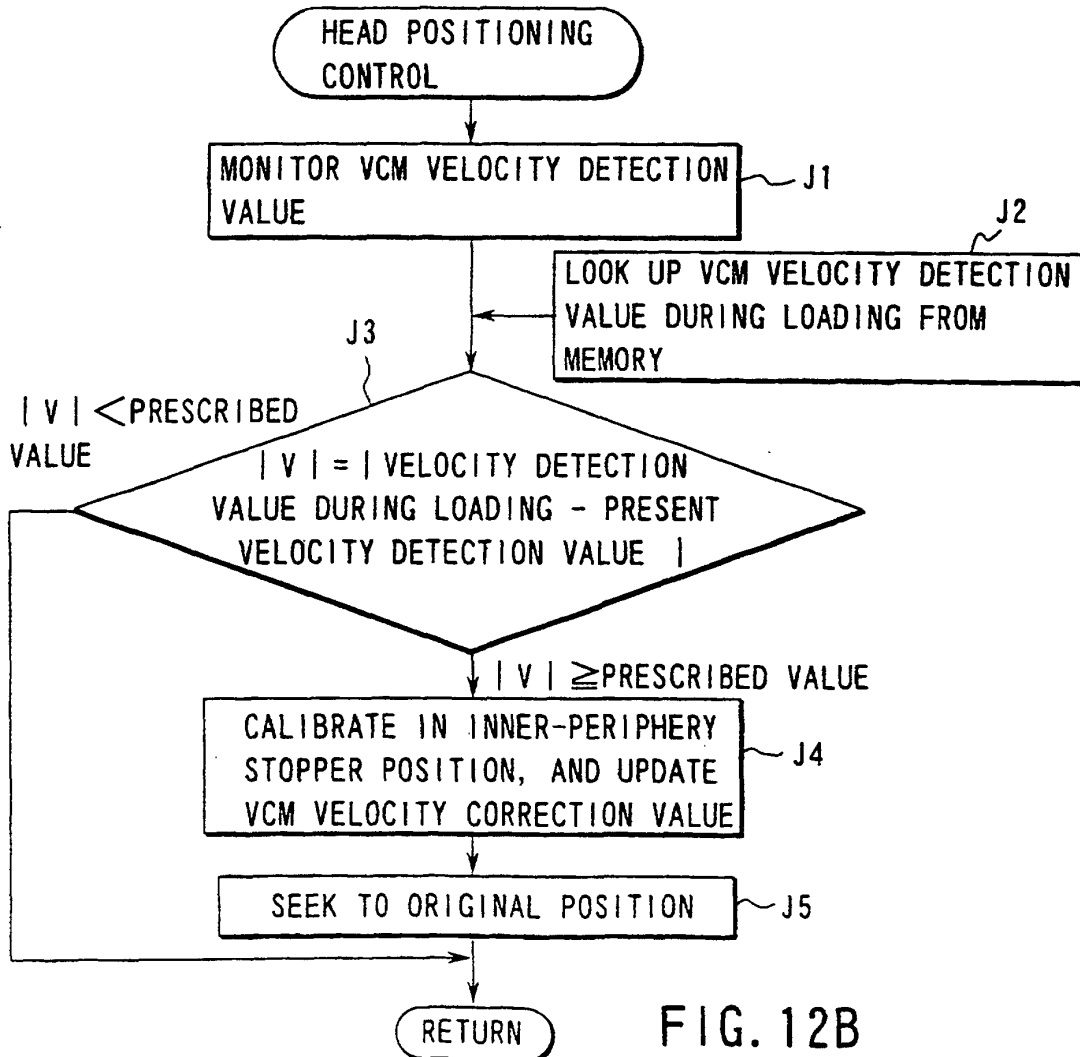 HEAD POSITIONING
CONTROL
MONITOR VCM VELOCITY DETECTION
VALUE
J1
J2
LOOK UP VCM VELOCITY DETECTION
VALUE DURING LOADING FROM
MEMORY
J3
|V| <PRESCRIBED
VALUE
|V| = | VELOCITY DETECTION
VALUE DURING LOADING - PRESENT
VELOCITY DETECTION VALUE |
|V| ≧PRESCRIBED VALUE
CALIBRATE IN INNER-PERIPHERY
STOPPER POSITION, AND UPDATE
VCM VELOCITY CORRECTION VALUE
J4
SEEK TO ORIGINAL POSITION
J5
RETURN
FIG. 12B